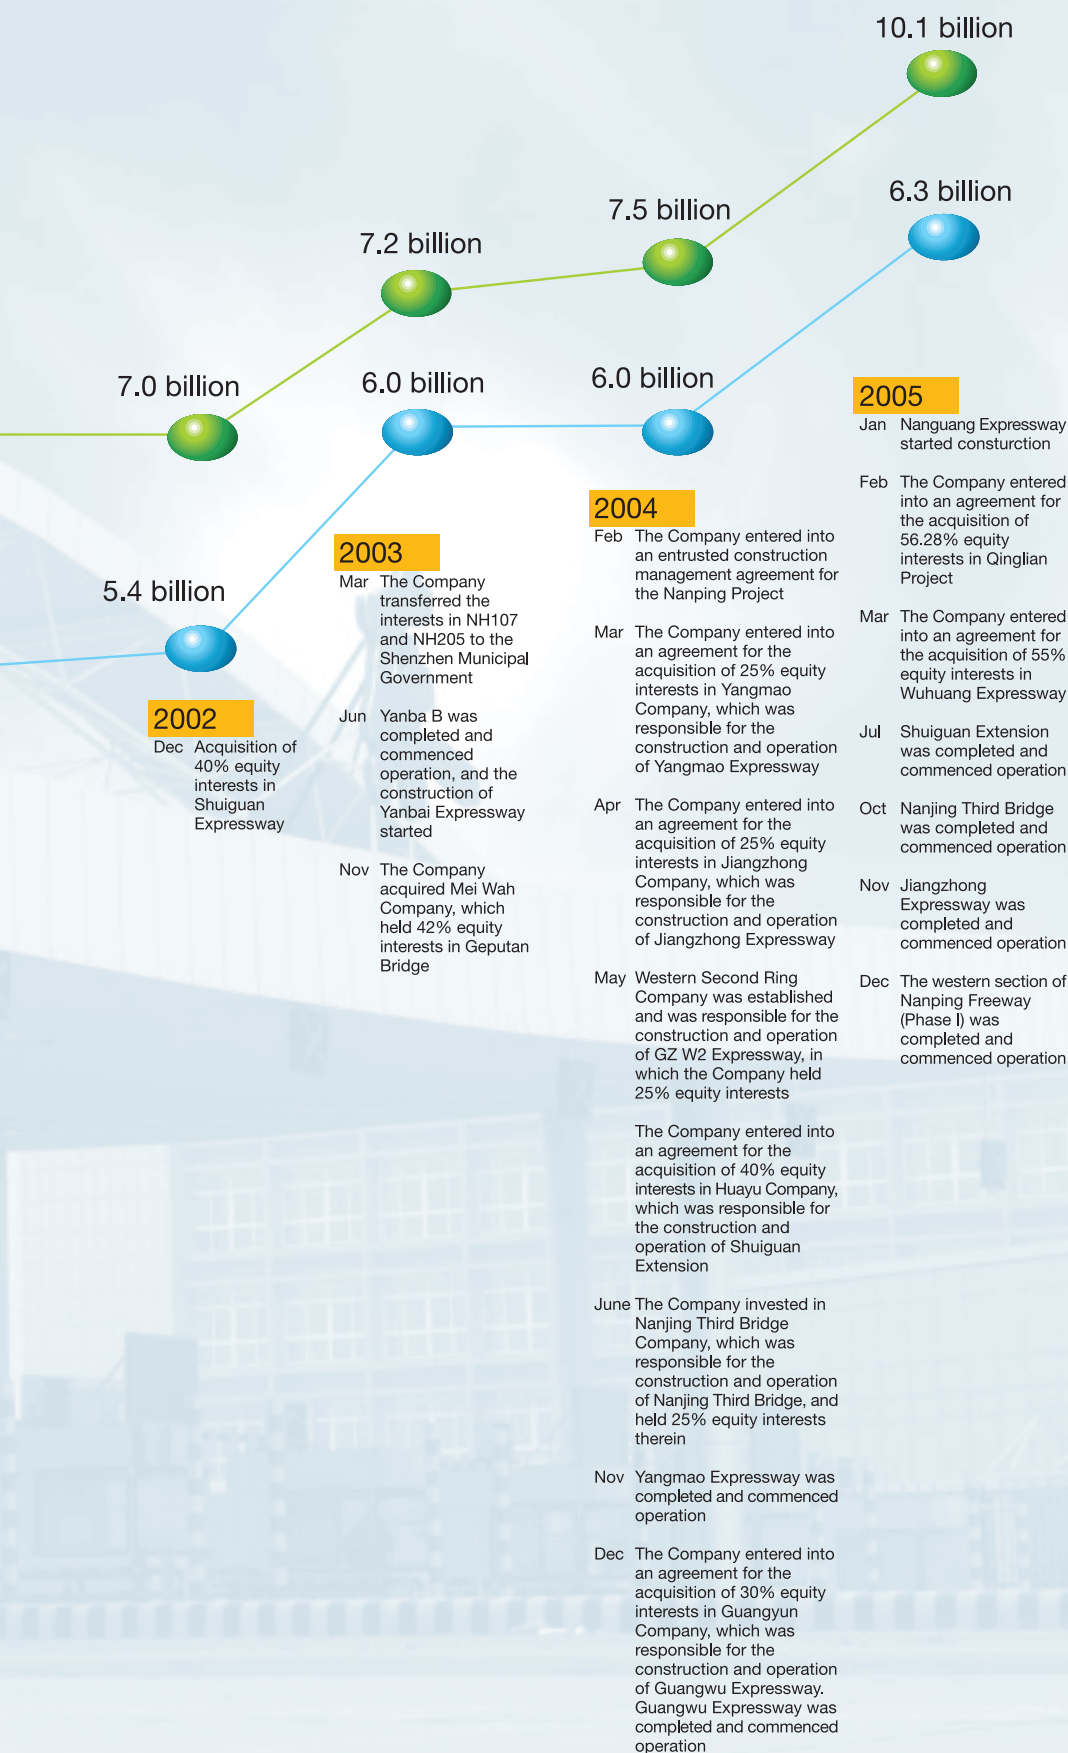 10.1 billion
6.3 billion
7.5 billion
7.2 billion
7.0 billion
6.0 billion
6.0 billion
5.4 billion
2002
Dec Acquisition of
40% equity
interests in
Shuiguan
Expressway
2003
Mar The Company
transferred the
interests in NH107
and NH205 to the
Shenzhen Municipal
Government
Jun Yanba B was
completed and
commenced
operation, and the
construction of
Yanbai Expressway
started
Nov The Company
acquired Mei Wah
Company, which
held 42% equity
interests in Geputan
Bridge
2004
Feb The Company entered into
an entrusted construction
management agreement for
the Nanping Project
Mar The Company entered into
an agreement for the
acquisition of 25% equity
interests in Yangmao
Company, which was
responsible for the
construction and operation
of Yangmao Expressway
Apr The Company entered into
an agreement for the
acquisition of 25% equity
interests in Jiangzhong
Company, which was
responsible for the
construction and operation
of Jiangzhong Expressway
May Western Second Ring
Company was established
and was responsible for the
construction and operation
of GZ W2 Expressway, in
which the Company held
25% equity interests
The Company entered into
an agreement for the
acquisition of 40% equity
interests in Huayu Company,
which was responsible for
the construction and
operation of Shuiguan
Extension
June The Company invested in
Nanjing Third Bridge
Company, which was
responsible for the
construction and operation
of Nanjing Third Bridge, and
held 25% equity interests
therein
Nov Yangmao Expressway was
completed and commenced
operation
Dec The Company entered into
an agreement for the
acquisition of 30% equity
interests in Guangyun
Company, which was
responsible for the
construction and operation
of Guangwu Expressway.
Guangwu Expressway was
completed and commenced
operation
2005
Jan Nanguang Expressway
started consturction
Feb The Company entered
into an agreement for
the acquisition of
56.28% equity
interests in Qinglian
Project
Mar The Company entered
into an agreement for
the acquisition of 55%
equity interests in
Wuhuang Expressway
Jul Shuiguan Extension
was completed and
commenced operation
Oct Nanjing Third Bridge
was completed and
commenced operation
Nov Jiangzhong
Expressway was
completed and
commenced operation
Dec The western section of
Nanping Freeway
(Phase I) was
completed and
commenced operation